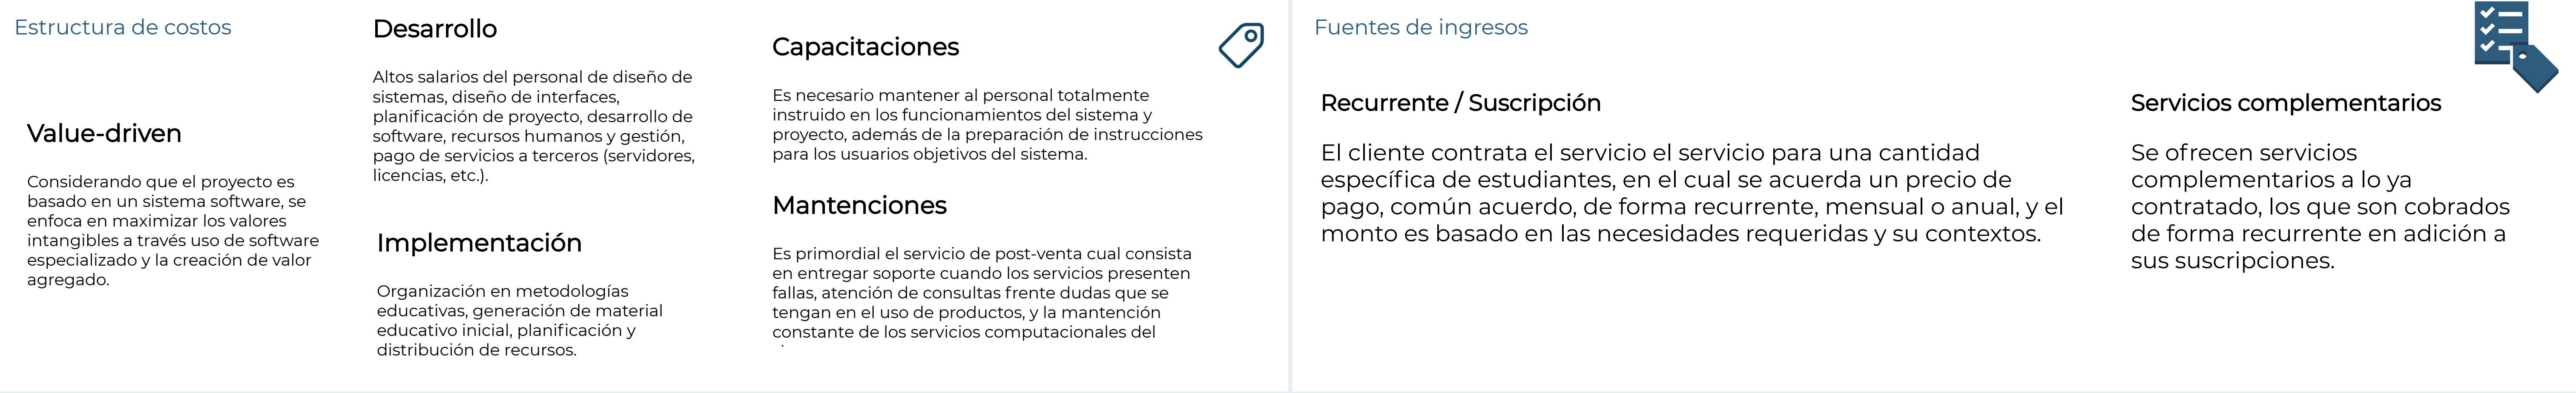 Estructura de costos
Value-driven
Considerando que el proyecto es
basado en un sistema software, se
enfoca en maximizar los valores
intangibles a través uso de software
especializado y la creación de valor
agregado.
Desarrollo
Altos salarios del personal de diseño de
sistemas, diseño de interfaces,
planificación de proyecto, desarrollo de
software, recursos humanos y gestión,
pago de servicios a terceros (servidores,
licencias, etc.).
Implementación
Organización en metodologías
educativas, generación de material
educativo inicial, planificación y
distribución de recursos.
Capacitaciones
Es necesario mantener al personal totalmente
instruido en los funcionamientos del sistema y
proyecto, además de la preparación de instrucciones
para los usuarios objetivos del sistema.
Mantenciones
Es primordial el servicio de post-venta cual consista
en entregar soporte cuando los servicios presenten
fallas, atención de consultas frente dudas que se
tengan en el uso de productos, y la mantención
constante de los servicios computacionales del
Fuentes de ingresos
Recurrente / Suscripción
El cliente contrata el servicio el servicio para una cantidad
específica de estudiantes, en el cual se acuerda un precio de
pago, común acuerdo, de forma recurrente, mensual o anual, y el
monto es basado en las necesidades requeridas y su contextos.
Servicios complementarios
Se ofrecen servicios
complementarios a lo ya
contratado, los que son cobrados
de forma recurrente en adición a
sus suscripciones.